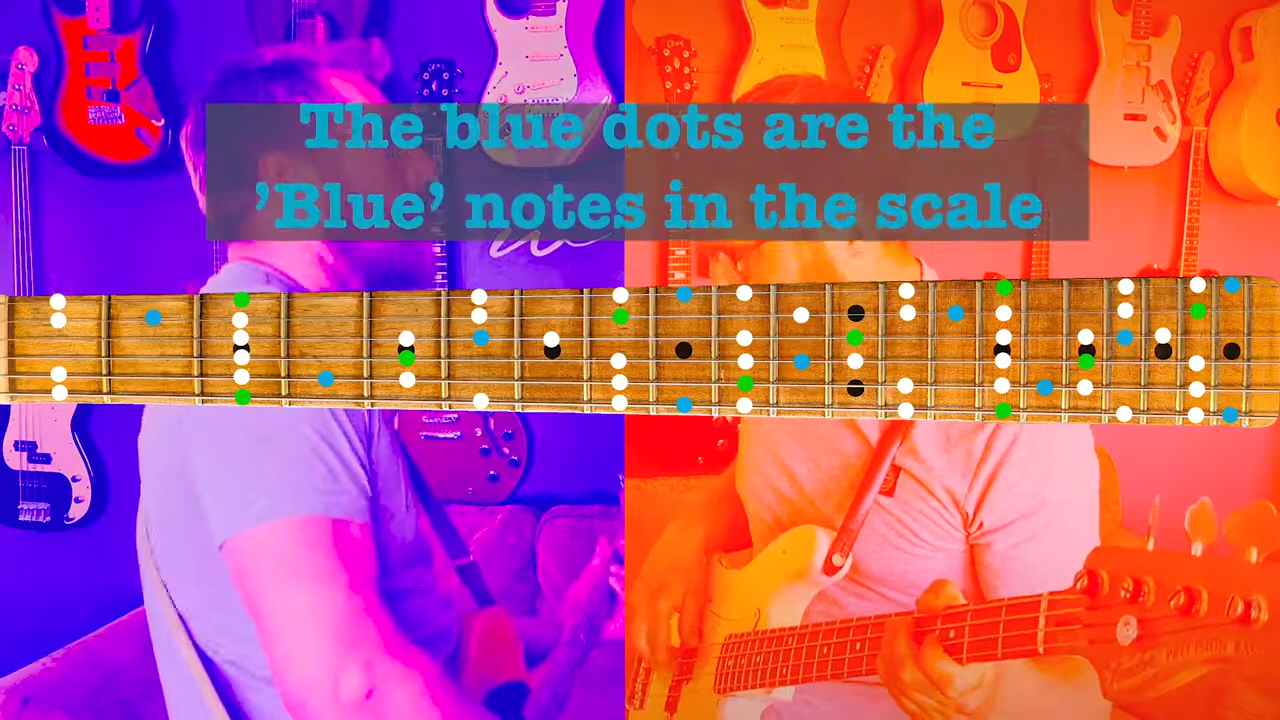 The blue dots are the
'Blue' notes in the scale